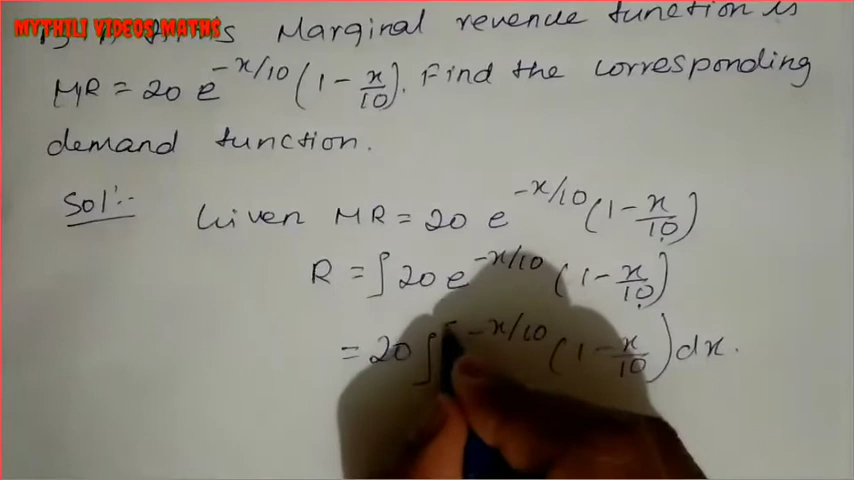 MYTHILI VIDEOS MATHS
Marginal revenue function is
MR = 20 e^{-x/10} (1 - x/10). Find the corresponding
demand function.
Sol:-
Given MR = 20 e^{-x/10} (1 - x/10)
R = ∫ 20 e^{-x/10} (1 - x/10)
= 20 ∫ -x/10 (1 - x/10) dx.